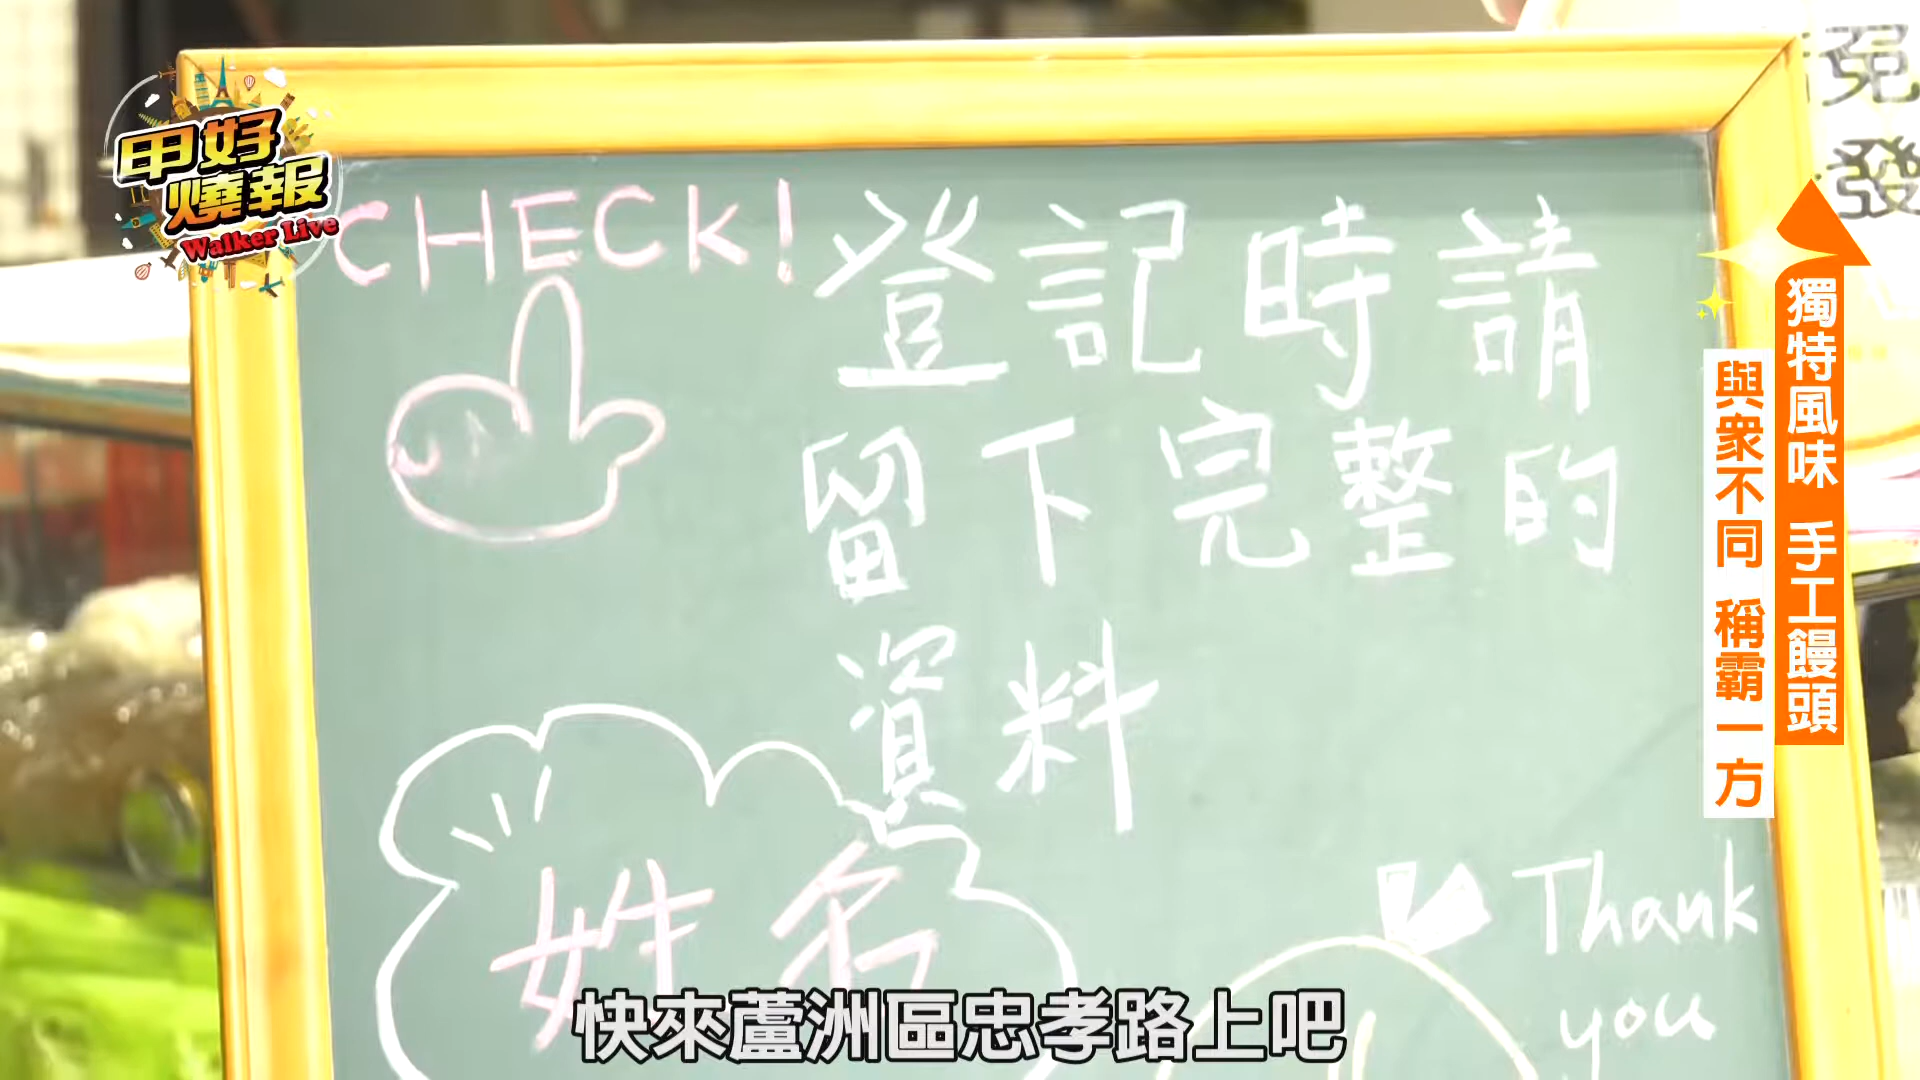 甲好
燒報
Walker Live
CHECK!
登記時請
留下完整的
資料
姓名
Thank
you
免
發
獨特風味 手工饅頭
與眾不同 稱霸一方
快來蘆洲區忠孝路上吧